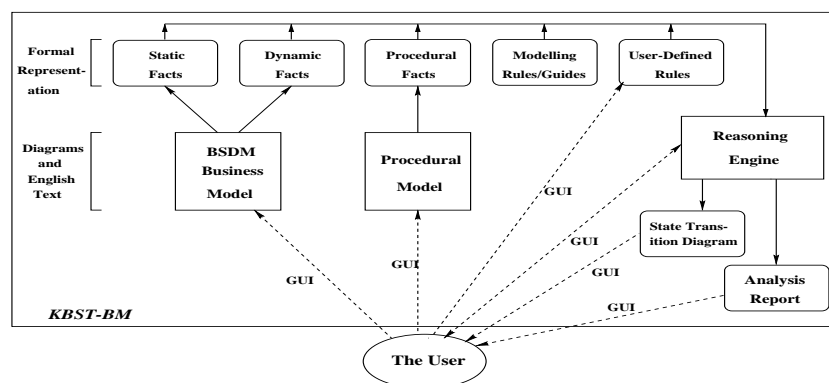 Formal
Represent-
ation
Static
Facts
Dynamic
Facts
Procedural
Facts
Modelling
Rules/Guides
User-Defined
Rules
Diagrams
and
English
Text
BSDM
Business
Model
Procedural
Model
Reasoning
Engine
GUI
State Trans-
ition Diagram
GUI
GUI
GUI
GUI
GUI
Analysis
Report
KBST-BM
The User